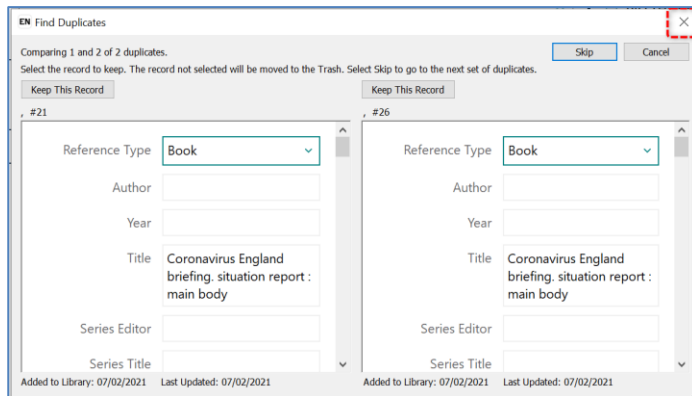 EN Find Duplicates
Comparing 1 and 2 of 2 duplicates.
Skip
Cancel
Select the record to keep. The record not selected will be moved to the Trash. Select Skip to go to the next set of duplicates.
Keep This Record
Keep This Record
, #21
, #26
Reference Type
Book
Reference Type
Book
Author
Author
Year
Year
Title
Coronavirus England
briefing. situation report :
main body
Title
Coronavirus England
briefing. situation report :
main body
Series Editor
Series Editor
Series Title
Series Title
Added to Library: 07/02/2021 Last Updated: 07/02/2021
Added to Library: 07/02/2021 Last Updated: 07/02/2021